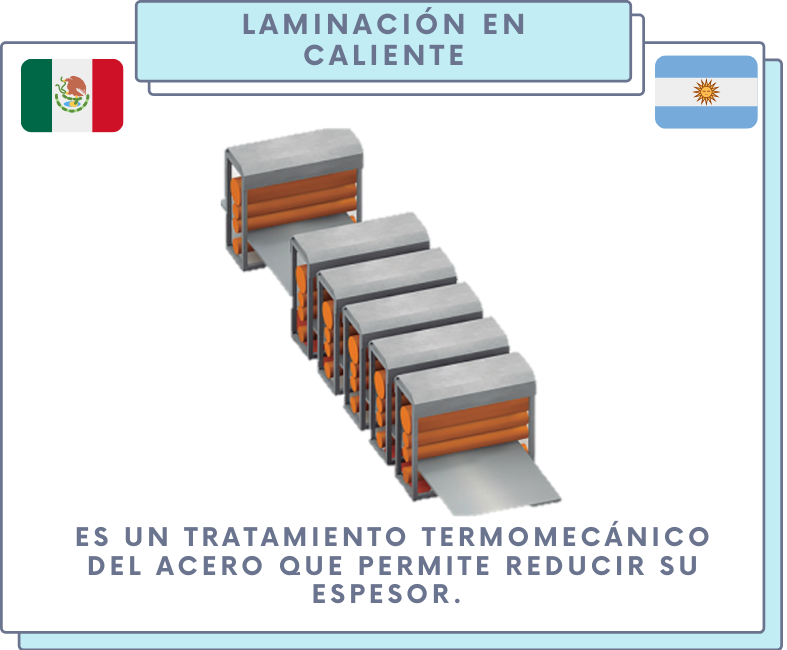 LAMINACIÓN EN
CALIENTE
ES UN TRATAMIENTO TERMOMECÁNICO
DEL ACERO QUE PERMITE REDUCIR SU
ESPESOR.